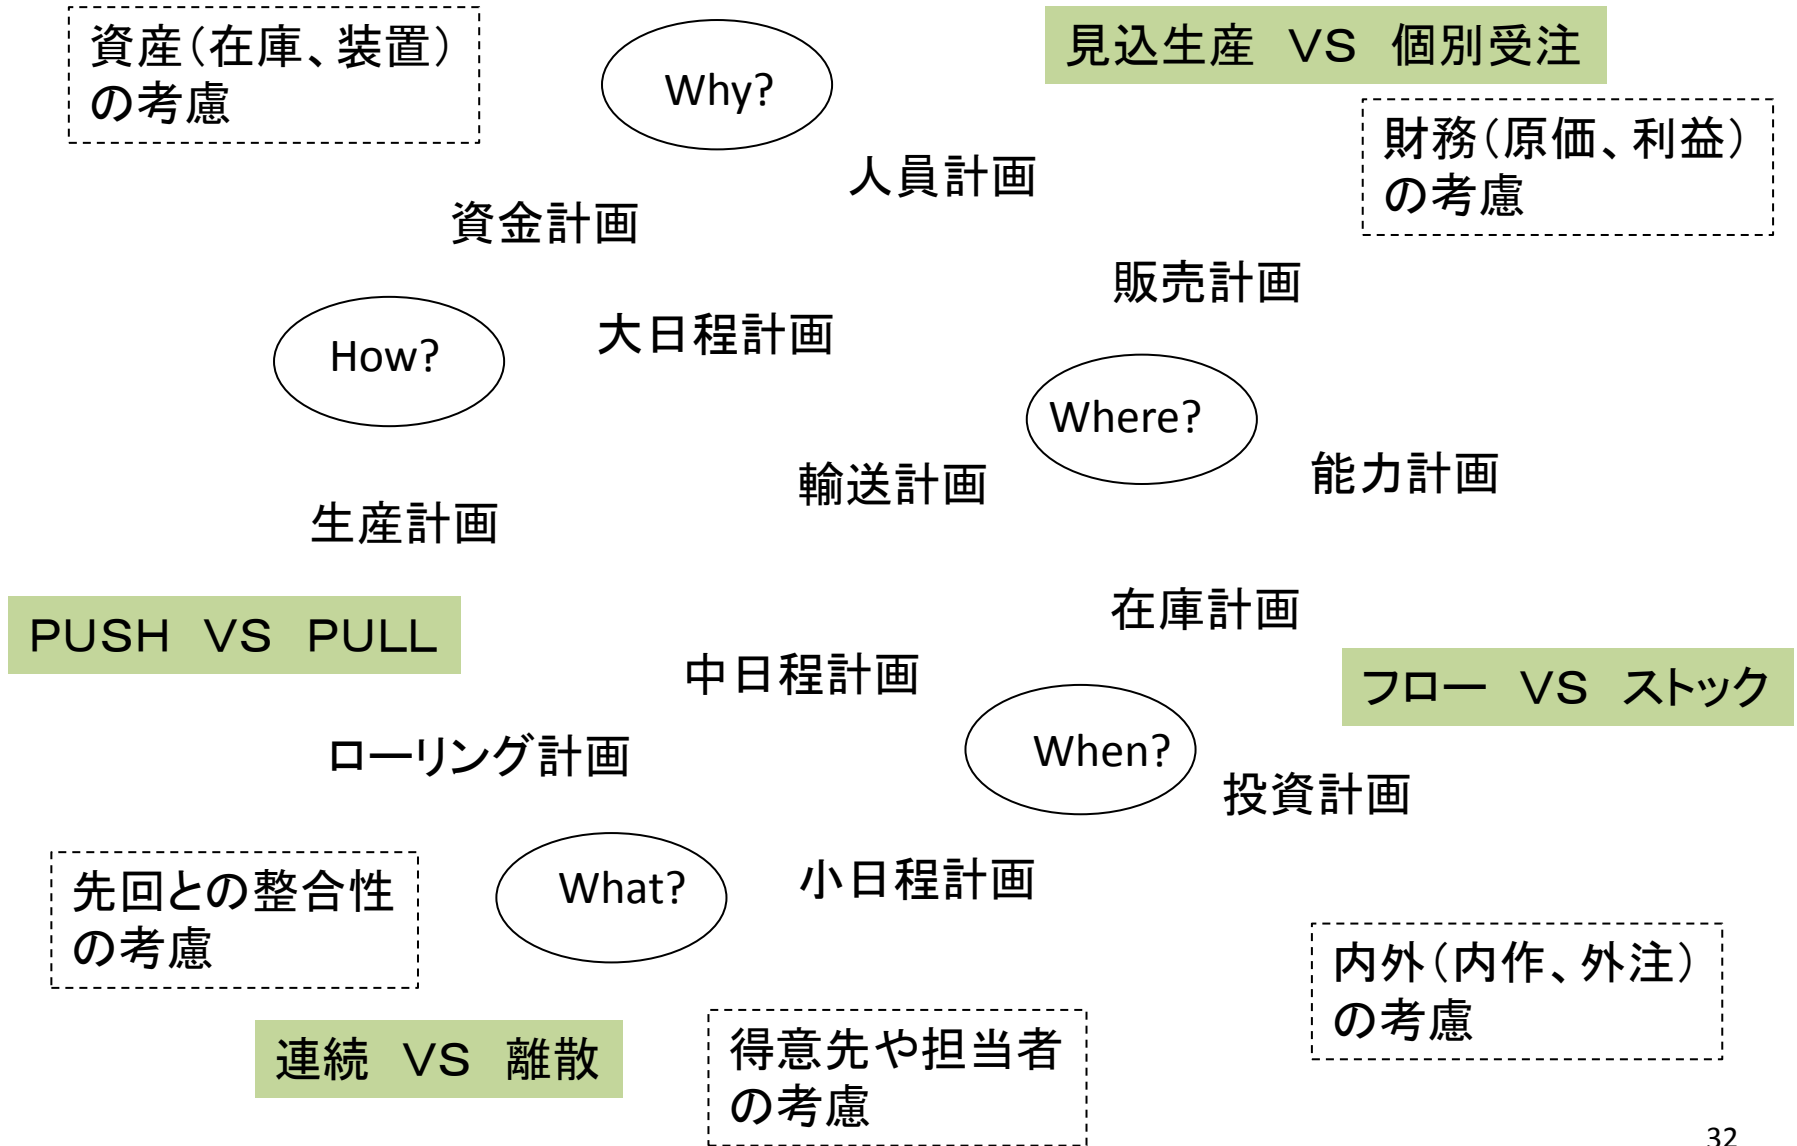 資産（在庫、装置）
の考慮
Why?
見込生産　VS　個別受注
財務（原価、利益）
の考慮
人員計画
資金計画
販売計画
大日程計画
How?
Where?
輸送計画
能力計画
生産計画
在庫計画
PUSH　VS　PULL
中日程計画
フロー　VS　ストック
ローリング計画
When?
投資計画
先回との整合性
の考慮
What?
小日程計画
内外（内作、外注）
の考慮
連続　VS　離散
得意先や担当者
の考慮
32